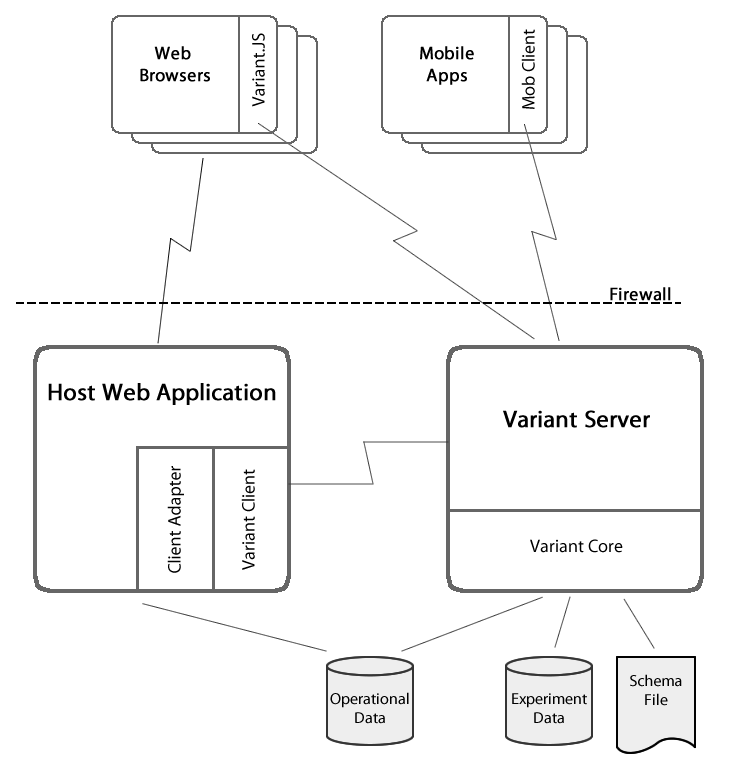 Web
Browsers
Variant.JS
Mobile
Apps
Mob Client
Firewall
Host Web Application
Client Adapter
Variant Client
Variant Server
Variant Core
Operational
Data
Experiment
Data
Schema
File